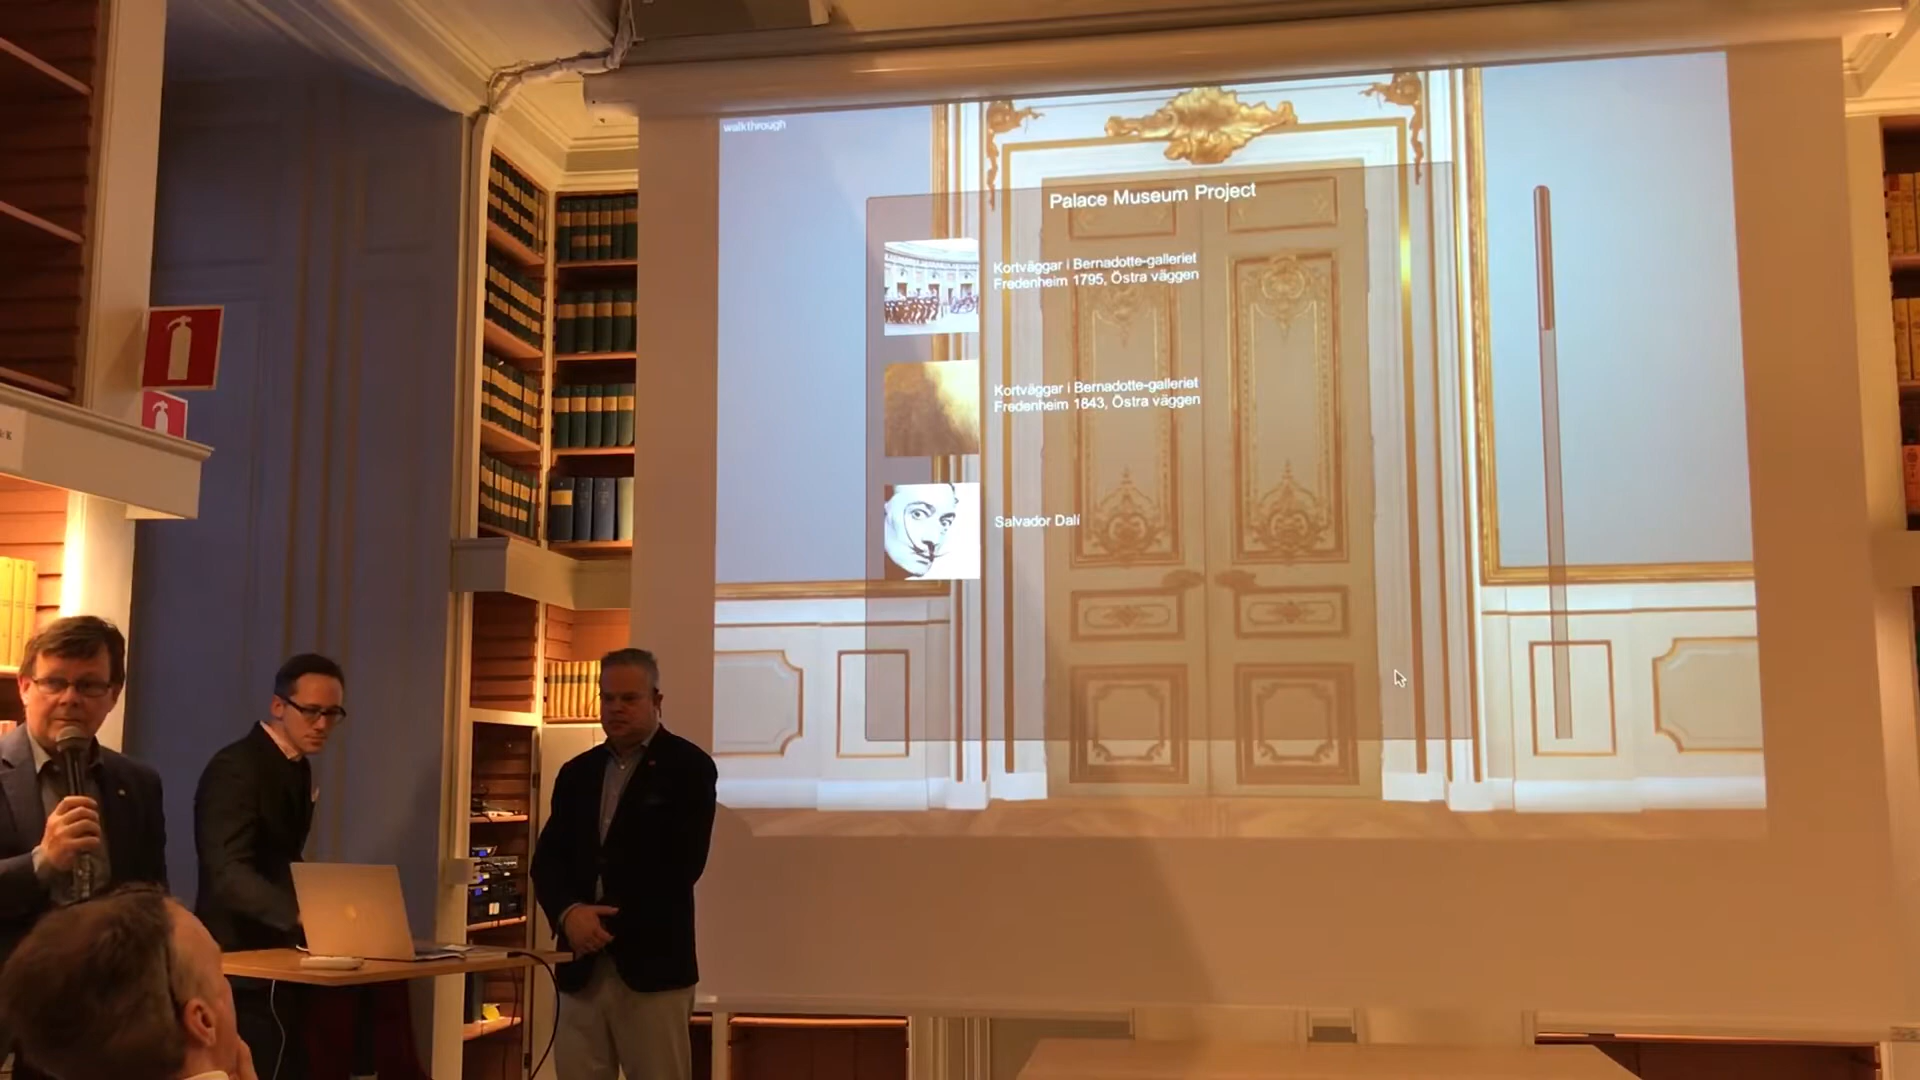 walkthrough
Palace Museum Project
Kortväggar i Bernadotte-galleriet
Fredenheim 1795, Östra väggen
Kortväggar i Bernadotte-galleriet
Fredenheim 1843, Östra väggen
Salvador Dalí